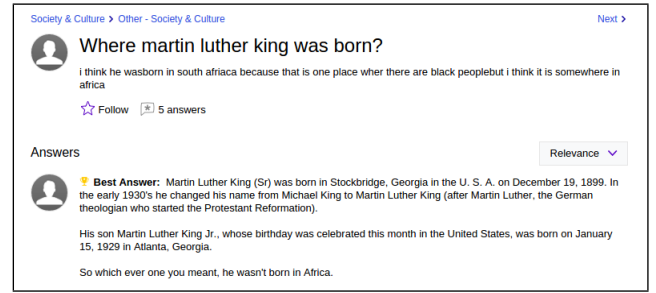 Society & Culture > Other - Society & Culture Next >
Where martin luther king was born?
i think he wasborn in south afriaca because that is one place wher there are black peoplebut i think it is somewhere in
africa
Follow 5 answers
Answers Relevance
Best Answer: Martin Luther King (Sr) was born in Stockbridge, Georgia in the U. S. A. on December 19, 1899. In
the early 1930's he changed his name from Michael King to Martin Luther King (after Martin Luther, the German
theologian who started the Protestant Reformation).
His son Martin Luther King Jr., whose birthday was celebrated this month in the United States, was born on January
15, 1929 in Atlanta, Georgia.
So which ever one you meant, he wasn't born in Africa.